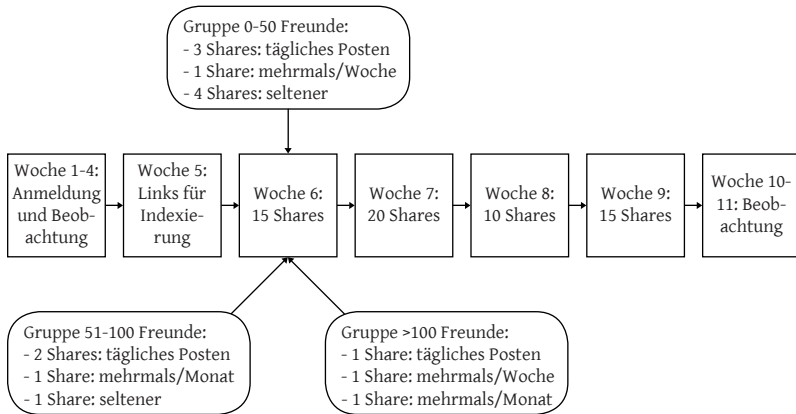 Gruppe 0-50 Freunde:
- 3 Shares: tägliches Posten
- 1 Share: mehrmals/Woche
- 4 Shares: seltener
Woche 1-4:
Anmeldung
und Beob-
achtung
Woche 5:
Links für
Indexie-
rung
Woche 6:
15 Shares
Woche 7:
20 Shares
Woche 8:
10 Shares
Woche 9:
15 Shares
Woche 10-
11: Beob-
achtung
Gruppe 51-100 Freunde:
- 2 Shares: tägliches Posten
- 1 Share: mehrmals/Monat
- 1 Share: seltener
Gruppe >100 Freunde:
- 1 Share: tägliches Posten
- 1 Share: mehrmals/Woche
- 1 Share: mehrmals/Monat